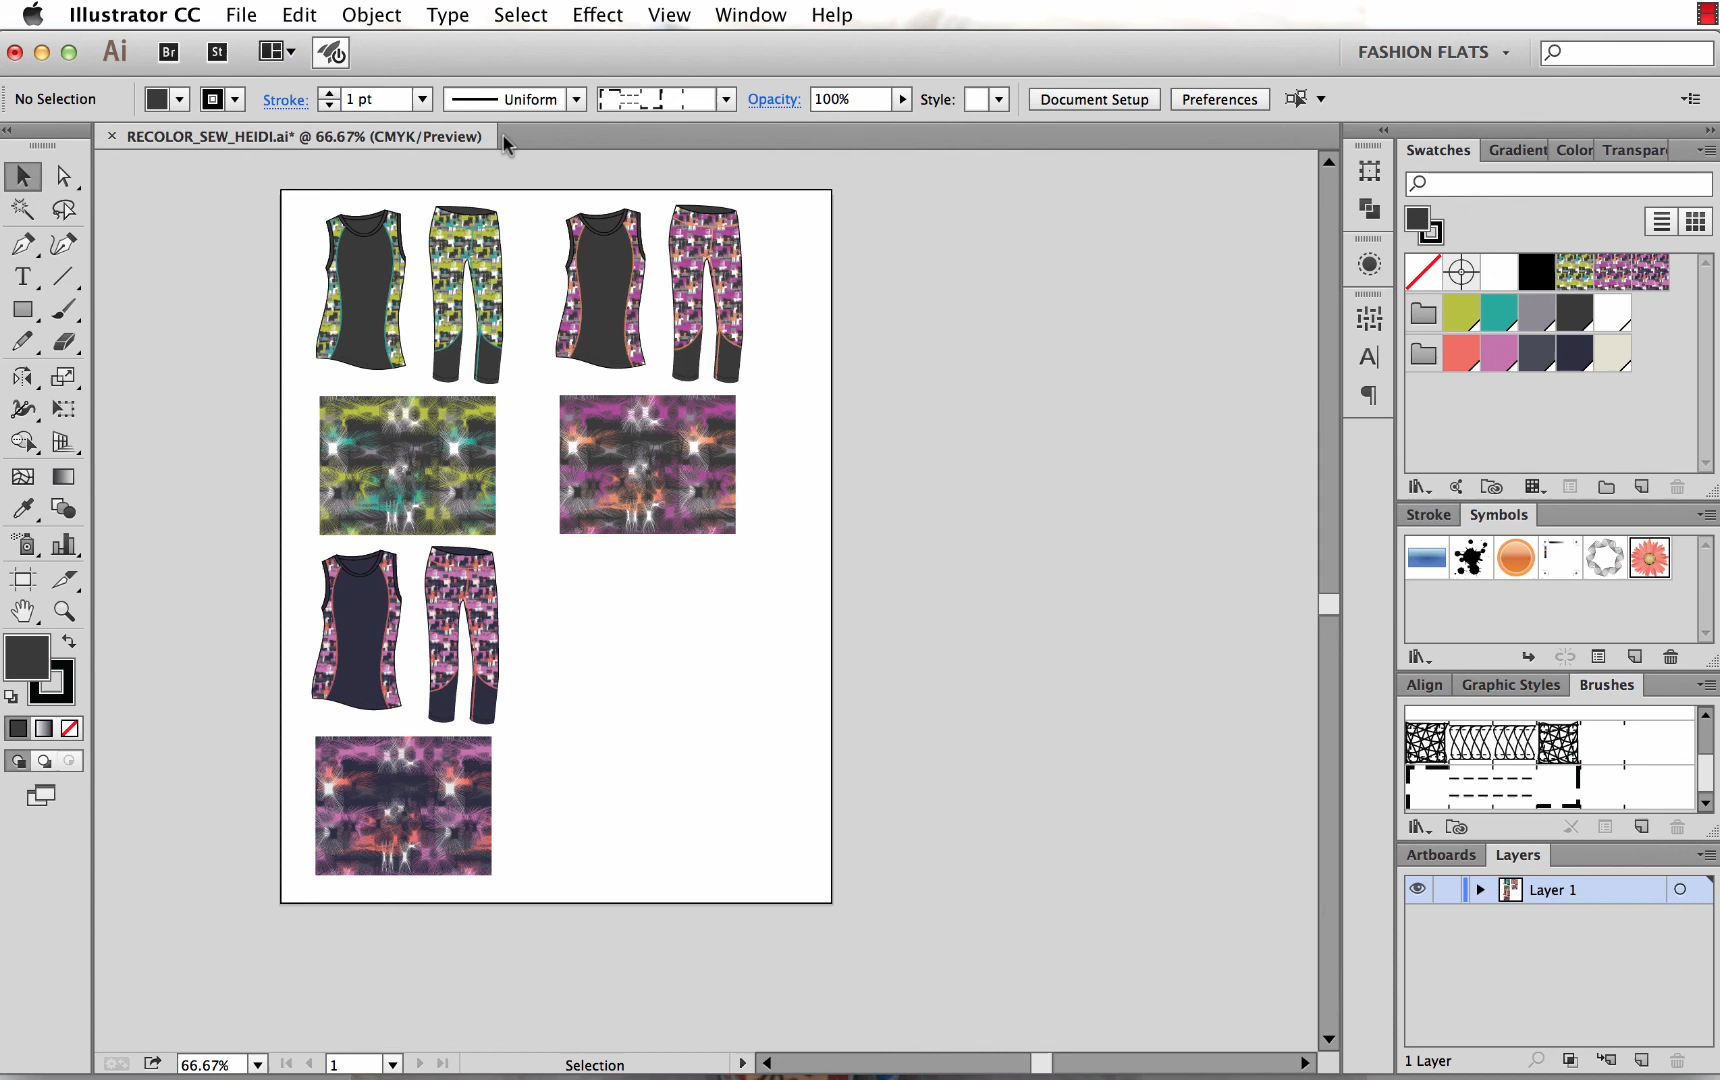 Illustrator CC File Edit Object Type Select Effect View Window Help
Ai Br St FASHION FLATS
No Selection Stroke: 1 pt Uniform Opacity: 100% Style: Document Setup Preferences
× RECOLOR_SEW_HEIDI.ai* @ 66.67% (CMYK/Preview)
Swatches Gradient Color Transpar
Stroke Symbols
Align Graphic Styles Brushes
Artboards Layers
Layer 1
1 Layer
66.67% 1 Selection